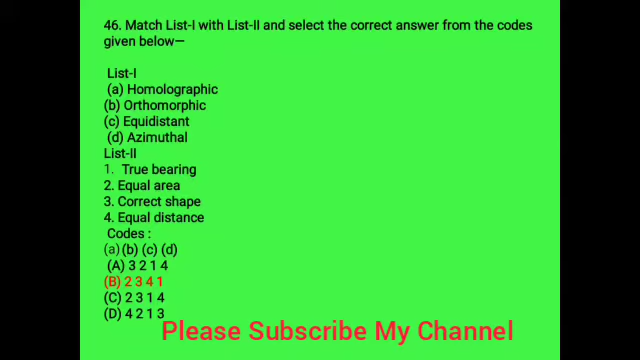 46. Match List-I with List-II and select the correct answer from the codes
given below—
List-I
(a) Homolographic
(b) Orthomorphic
(c) Equidistant
(d) Azimuthal
List-II
1. True bearing
2. Equal area
3. Correct shape
4. Equal distance
Codes :
(a) (b) (c) (d)
(A) 3 2 1 4
(B) 2 3 4 1
(C) 2 3 1 4
(D) 4 2 1 3
Please Subscribe My Channel